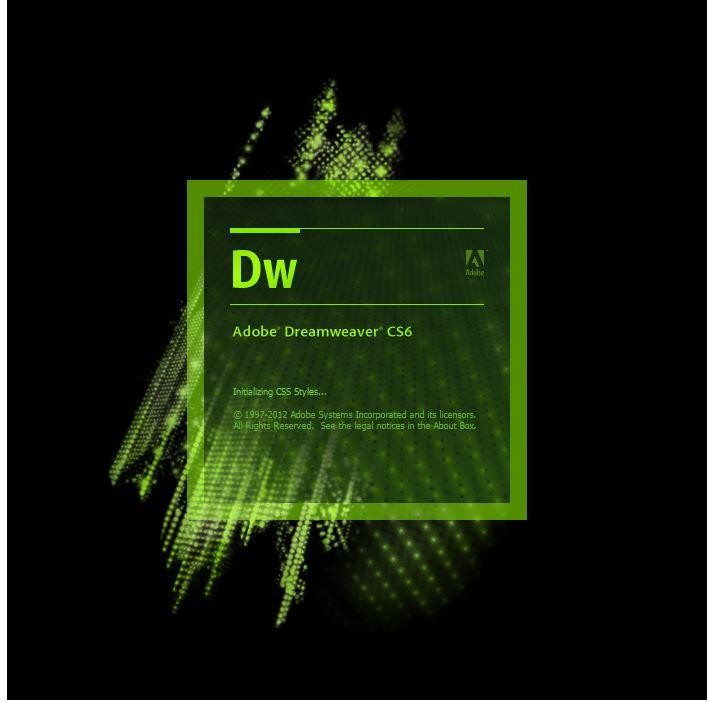 Dw
Adobe
Adobe® Dreamweaver® CS6
Initializing CSS Styles...
© 1997-2012 Adobe Systems Incorporated and its licensors.
All Rights Reserved.  See the legal notices in the About Box.